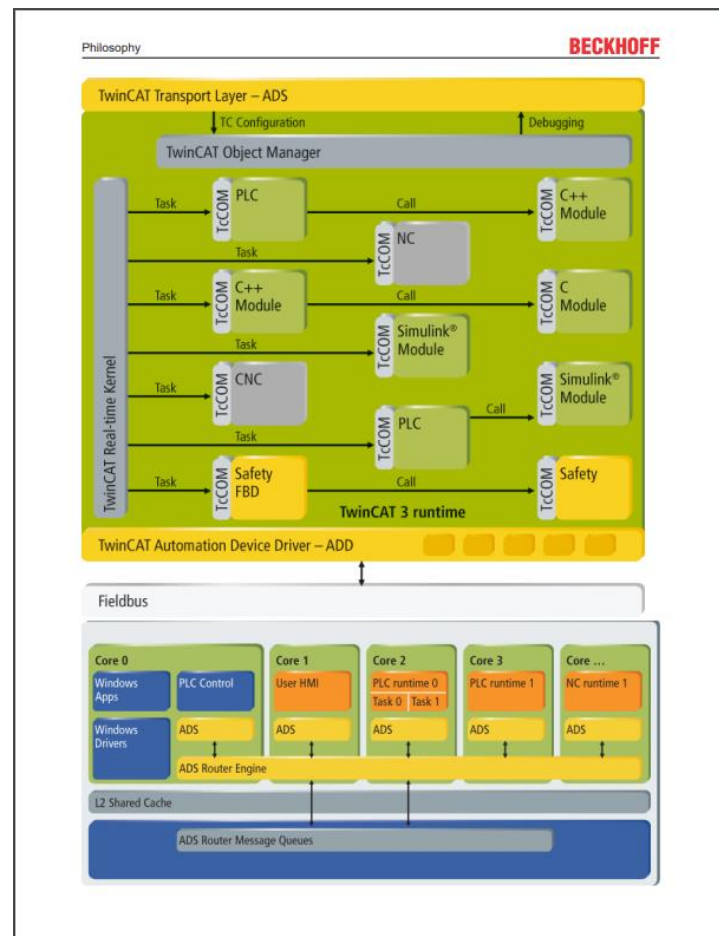 Philosophy
BECKHOFF
TwinCAT Transport Layer – ADS
TC Configuration
Debugging
TwinCAT Object Manager
TwinCAT Real-time Kernel
Task
TcCOM
PLC
Call
TcCOM
C++
Module
Task
TcCOM
NC
Task
TcCOM
C++
Module
Call
TcCOM
C
Module
Task
TcCOM
Simulink®
Module
Task
TcCOM
CNC
TcCOM
Simulink®
Module
Task
TcCOM
PLC
Call
Task
TcCOM
Safety
FBD
Call
TcCOM
Safety
TwinCAT 3 runtime
TwinCAT Automation Device Driver – ADD
Fieldbus
Core 0
Core 1
Core 2
Core 3
Core ...
Windows
Apps
PLC Control
User HMI
PLC runtime 0
Task 0
Task 1
PLC runtime 1
NC runtime 1
Windows
Drivers
ADS
ADS
ADS
ADS
ADS
ADS Router Engine
L2 Shared Cache
ADS Router Message Queues